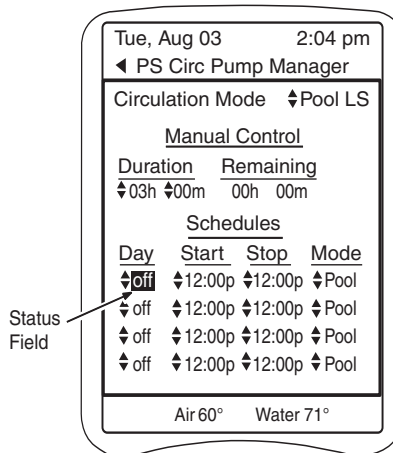 Tue, Aug 03 2:04 pm
◀ PS Circ Pump Manager
Circulation Mode Pool LS
Manual Control
Duration Remaining
03h 00m 00h 00m
Schedules
Day Start Stop Mode
off 12:00p 12:00p Pool
off 12:00p 12:00p Pool
off 12:00p 12:00p Pool
off 12:00p 12:00p Pool
Status
Field
Air 60° Water 71°